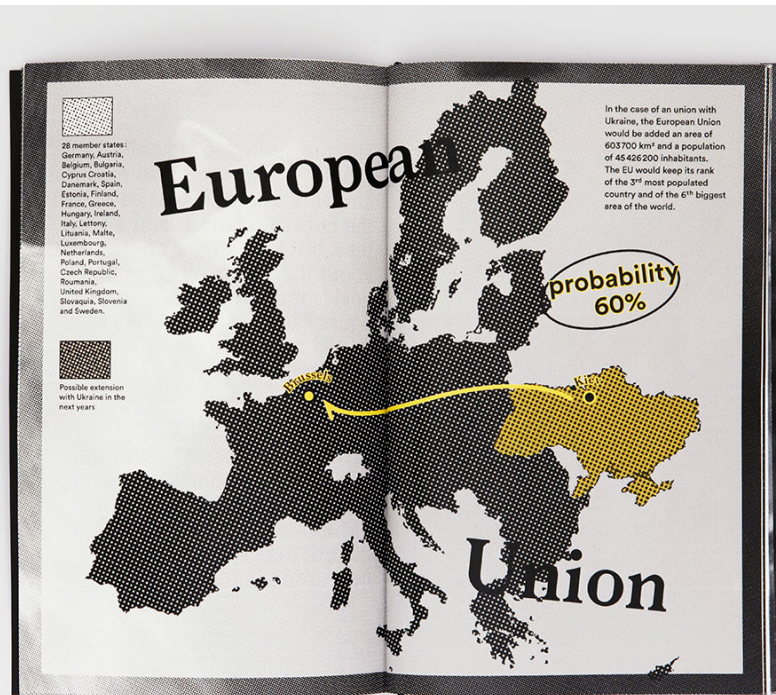 European
Union
28 member states:
Germany, Austria,
Belgium, Bulgaria,
Cyprus Croatia,
Danemark, Spain,
Estonia, Finland,
France, Greece,
Hungary, Ireland,
Italy, Lettony,
Lituania, Malte,
Luxembourg,
Netherlands,
Poland, Portugal,
Czech Republic,
Roumania,
United Kingdom,
Slovaquia, Slovenia
and Sweden.
Possible extension
with Ukraine in the
next years
Brussels
Kiev
In the case of an union with
Ukraine, the European Union
would be added an area of
603700 km² and a population
of 45426200 inhabitants.
The EU would keep its rank
of the 3rd most populated
country and of the 6th biggest
area of the world.
probability
60%